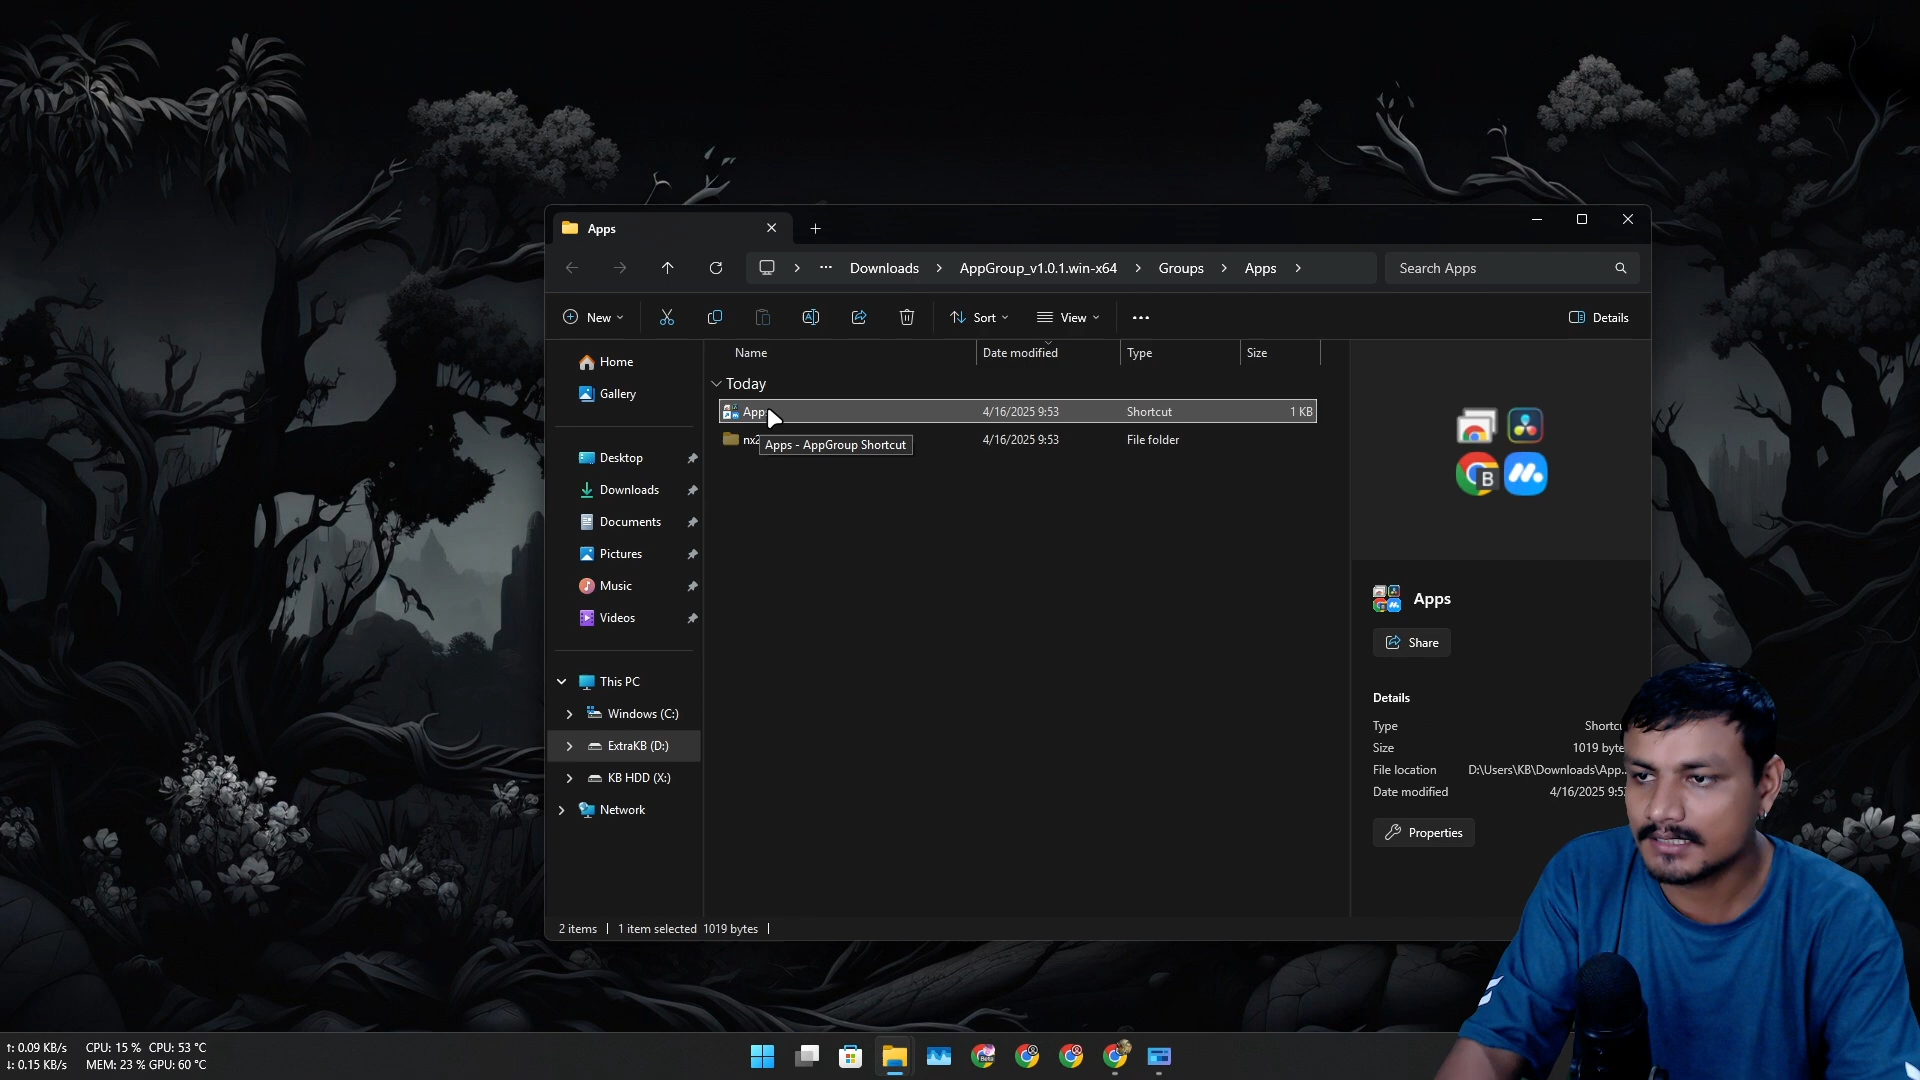 Apps
Downloads
AppGroup_v1.0.1.win-x64
Groups
Apps
Search Apps
New
Sort
View
Details
Name
Date modified
Type
Size
Home
Gallery
Desktop
Downloads
Documents
Pictures
Music
Videos
This PC
Windows (C:)
ExtraKB (D:)
KB HDD (X:)
Network
Today
4/16/2025 9:53
Shortcut
1 KB
4/16/2025 9:53
File folder
Apps - AppGroup Shortcut
B
Apps
Share
Details
Type
Size
1019
File location
D:\Users\KB\Downloads\App...
Date modified
4/16/2025
Properties
2 items
1 item selected 1019 bytes
↑: 0.09 KB/s CPU: 15 % CPU: 53 °C
↓: 0.15 KB/s MEM: 23 % GPU: 60 °C
Beta